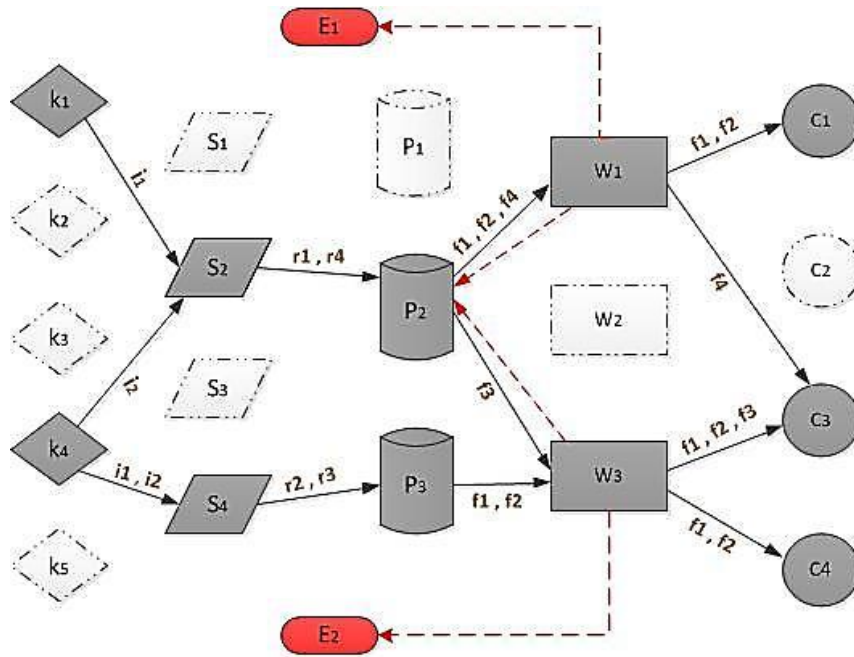 E1
k1
S1
P1
W1
C1
f1 , f2
i1
k2
S2
r1 , r4
f1 , f2 , f4
P2
W2
C2
f4
k3
S3
i2
f3
k4
i1 , i2
S4
r2 , r3
P3
f1 , f2
W3
f1 , f2 , f3
C3
f1 , f2
C4
k5
E2